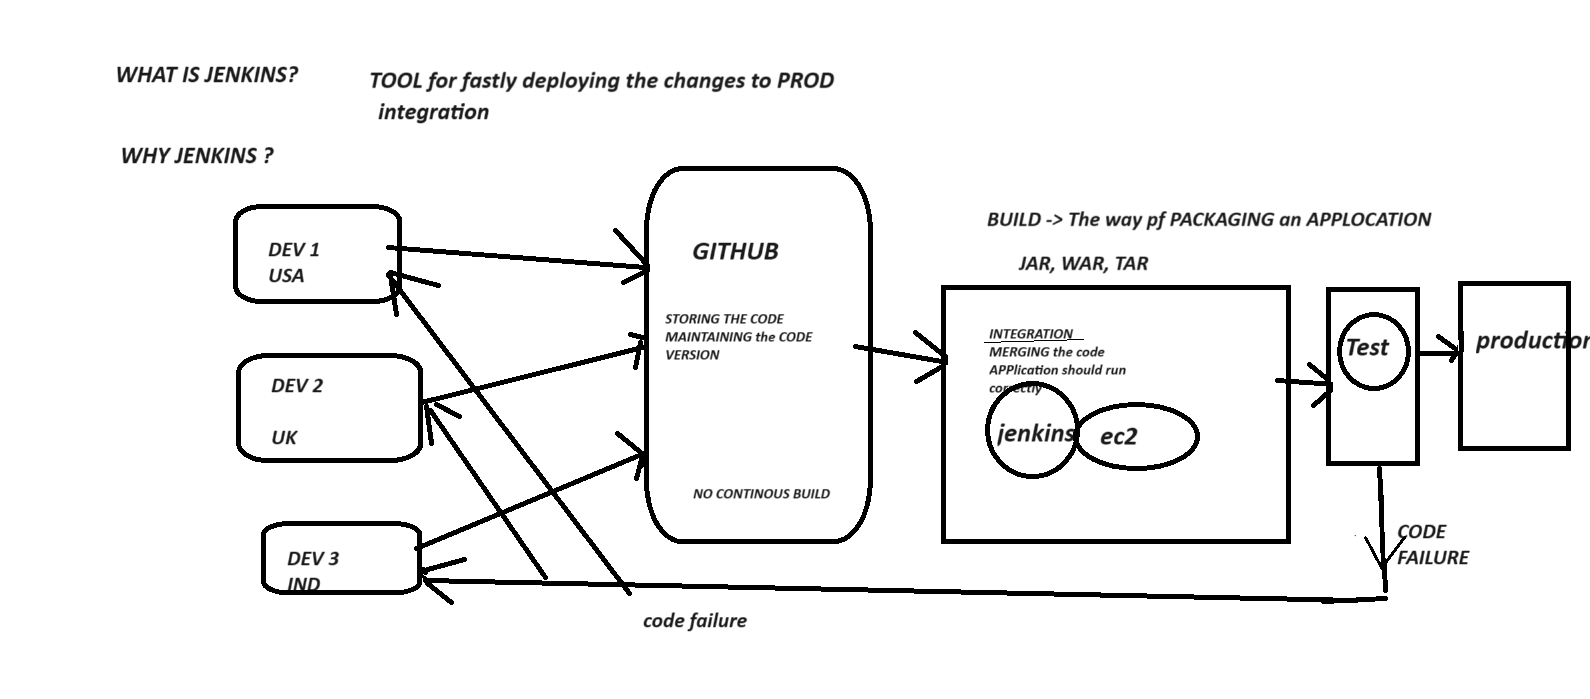 WHAT IS JENKINS?
TOOL for fastly deploying the changes to PROD
integration
WHY JENKINS ?
DEV 1
USA
DEV 2
UK
DEV 3
IND
GITHUB
STORING THE CODE
MAINTAINING the CODE
VERSION
NO CONTINOUS BUILD
BUILD -> The way pf PACKAGING an APPLOCATION
JAR, WAR, TAR
INTEGRATION
MERGING the code
APPlication should run
correctly
jenkins
ec2
Test
production
CODE
FAILURE
code failure